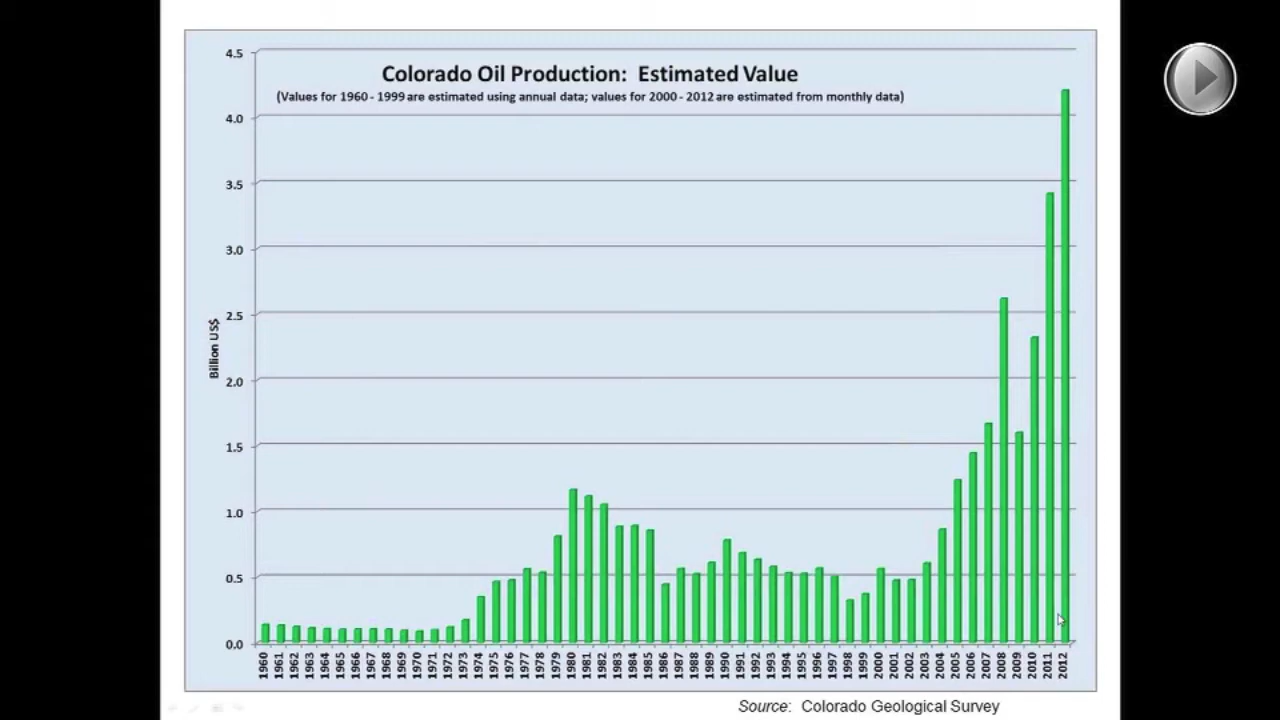 Colorado Oil Production: Estimated Value
(Values for 1960 - 1999 are estimated using annual data; values for 2000 - 2012 are estimated from monthly data)
Billion US$
4.5
4.0
3.5
3.0
2.5
2.0
1.5
1.0
0.5
0.0
1960 1961 1962 1963 1964 1965 1966 1967 1968 1969 1970 1971 1972 1973 1974 1975 1976 1977 1978 1979 1980 1981 1982 1983 1984 1985 1986 1987 1988 1989 1990 1991 1992 1993 1994 1995 1996 1997 1998 1999 2000 2001 2002 2003 2004 2005 2006 2007 2008 2009 2010 2011 2012
Source: Colorado Geological Survey